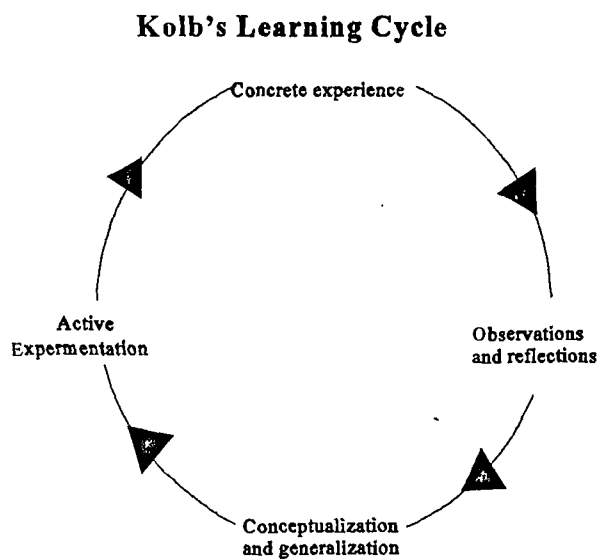 Kolb's Learning Cycle
Concrete experience
Observations
and reflections
Conceptualization
and generalization
Active
Expermentation